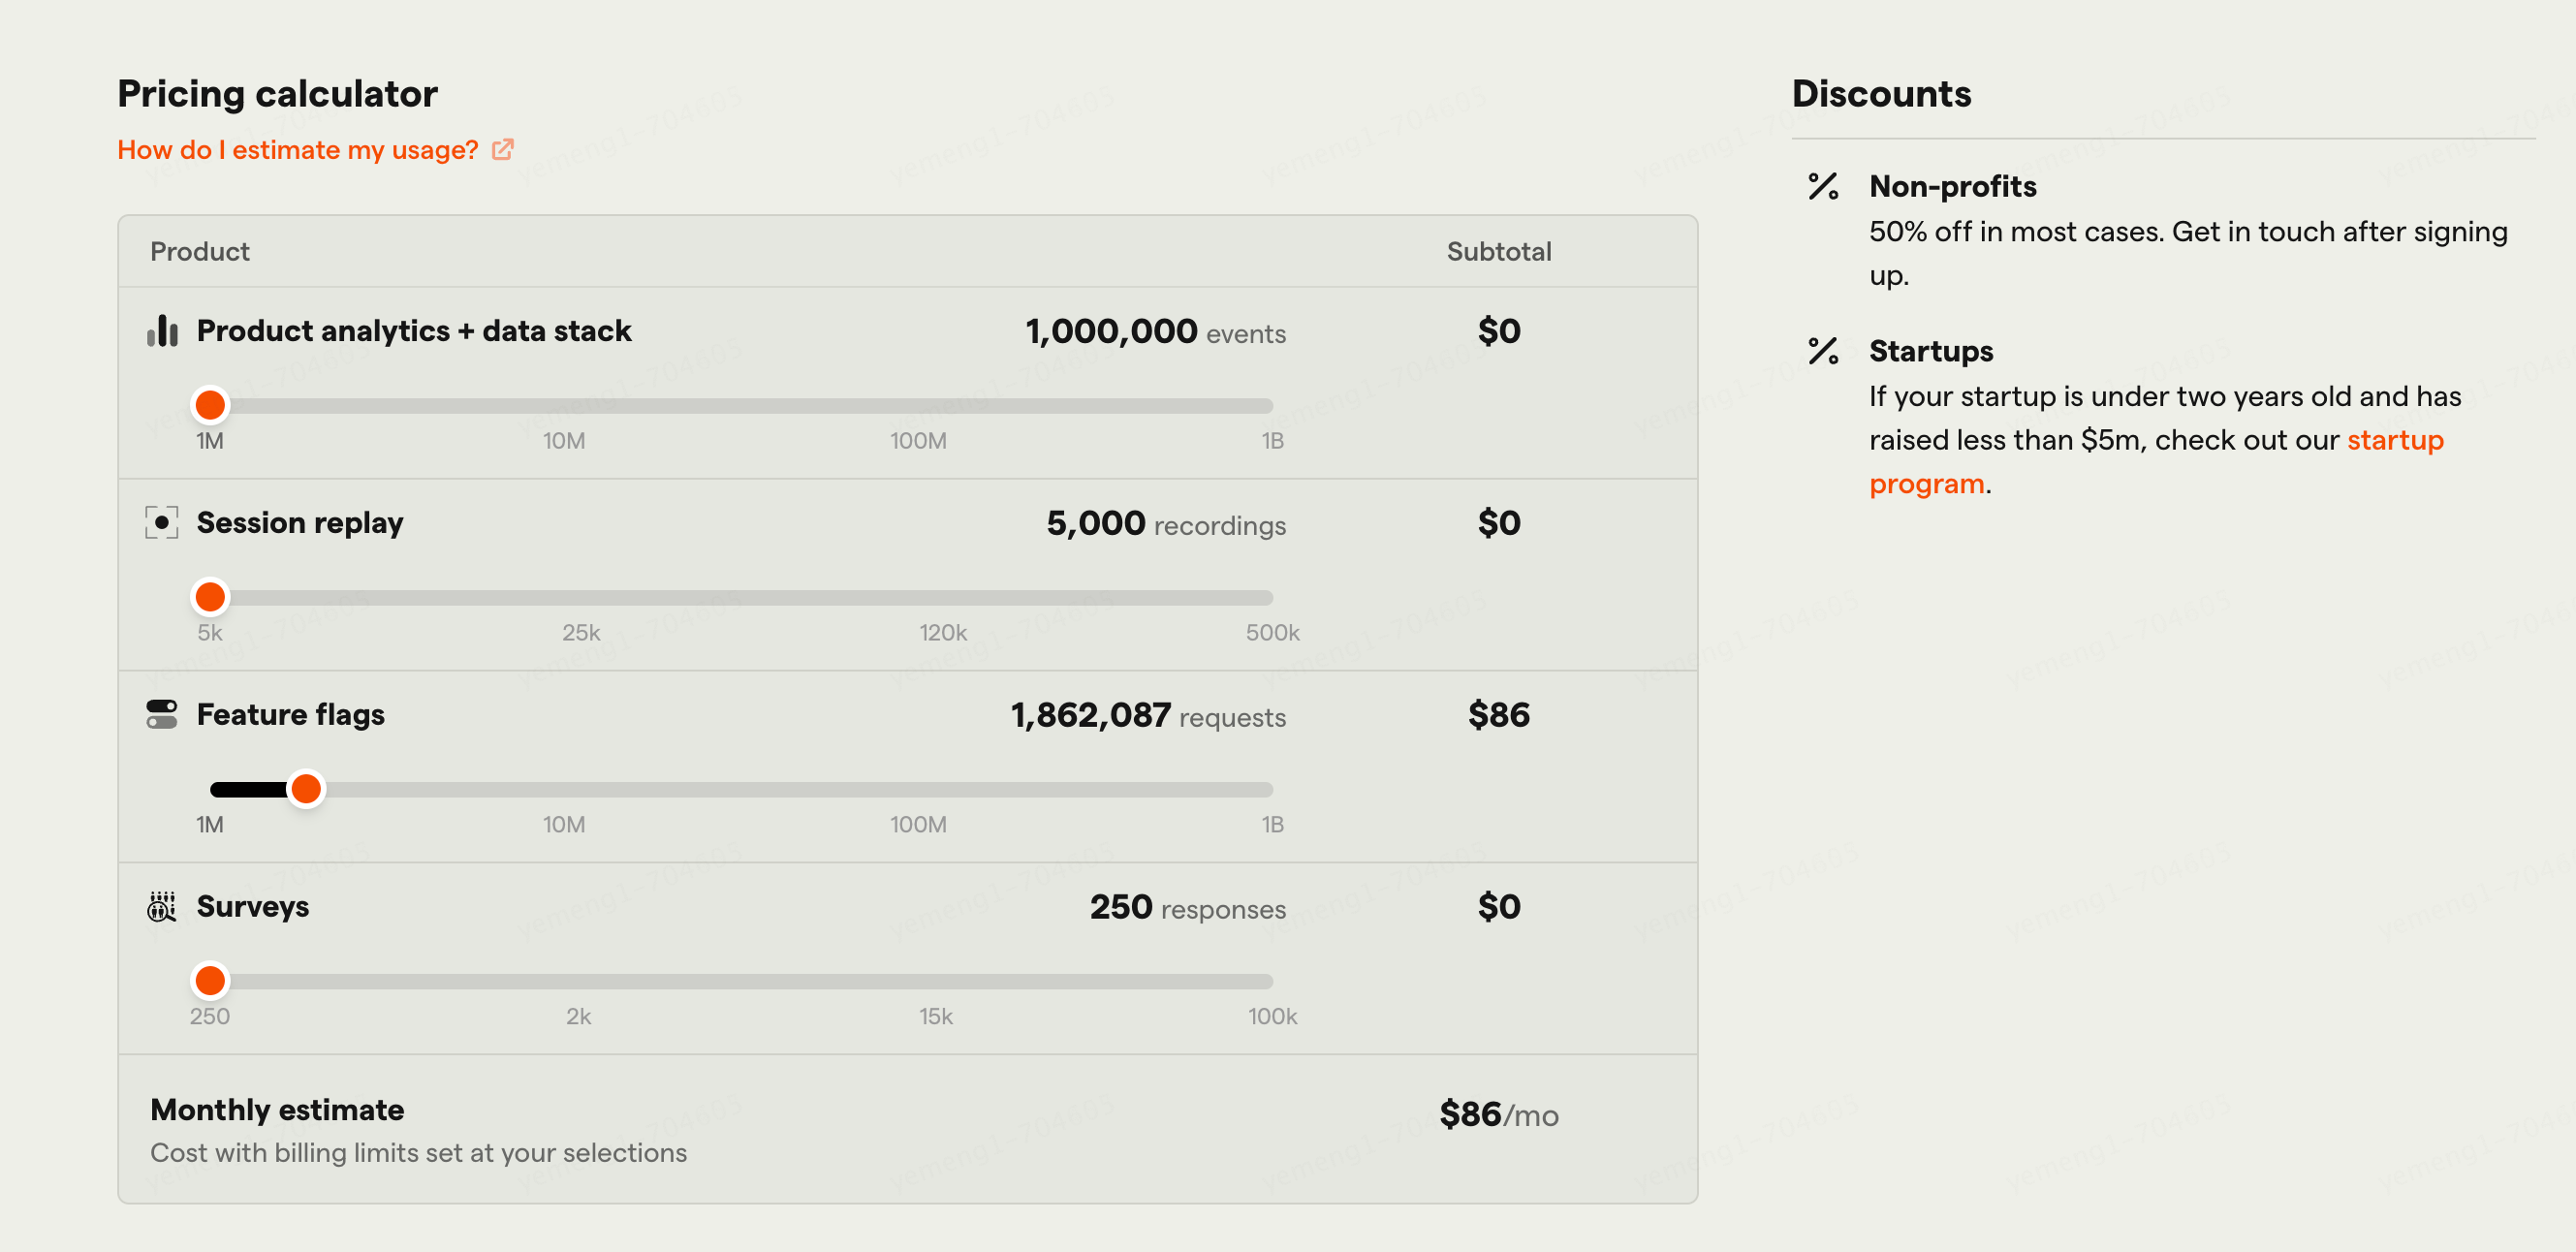 Pricing calculator
How do I estimate my usage?
Product Subtotal
Product analytics + data stack 1,000,000 events $0
1M 10M 100M 1B
Session replay 5,000 recordings $0
5k 25k 120k 500k
Feature flags 1,862,087 requests $86
1M 10M 100M 1B
Surveys 250 responses $0
250 2k 15k 100k
Monthly estimate $86/mo
Cost with billing limits set at your selections
Discounts
Non-profits
50% off in most cases. Get in touch after signing
up.
Startups
If your startup is under two years old and has
raised less than $5m, check out our startup
program.